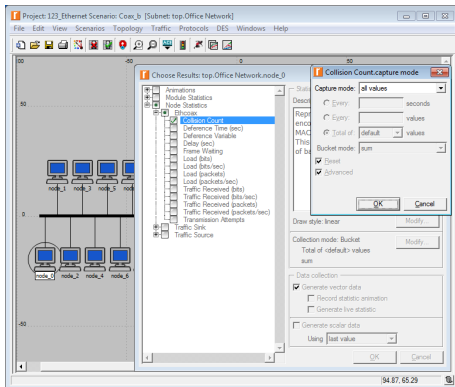 Project: 123_Ethernet Scenario: Coax_b [Subnet: top.Office Network]
File Edit View Scenarios Topology Traffic Protocols DES Windows Help
-50 0 50
50
0
-50
node_1 node_3 node_5
node_0 node_2 node_4 node_6
Choose Results: top.Office Network.node_0
Animations
Module Statistics
Node Statistics
Ethcoax
Collision Count
Deference Time (sec)
Deference Variable
Delay (sec)
Frame Waiting
Load (bits)
Load (bits/sec)
Load (packets)
Load (packets/sec)
Traffic Received (bits)
Traffic Received (bits/sec)
Traffic Received (packets)
Traffic Received (packets/sec)
Transmission Attempts
Traffic Sink
Traffic Source
Collision Count.capture mode
Capture mode: all values
Every: seconds
Every: values
Total of default values
Bucket mode: sum
Reset
Advanced
OK Cancel
Repr
enco
MAC
This
of ba
Draw style: linear Modify...
Collection mode: Bucket Modify...
Total of <default> values
sum
Data collection
Generate vector data
Record statistic animation
Generate live statistic
Generate scalar data
Using last value
OK Cancel
94.87, 65.29